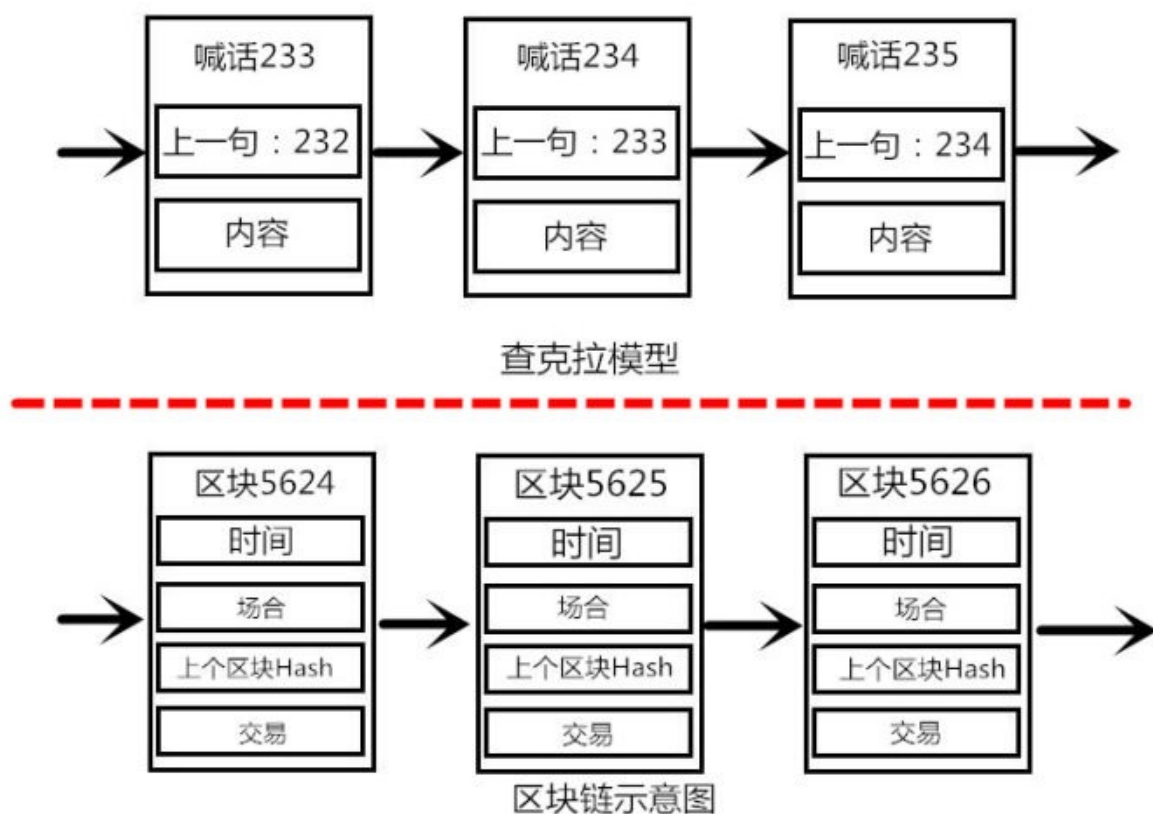 喊话233 喊话234 喊话235
上一句：232 上一句：233 上一句：234
内容 内容 内容
查克拉模型
区块5624 区块5625 区块5626
时间 时间 时间
场合 场合 场合
上个区块Hash 上个区块Hash 上个区块Hash
交易 交易 交易
区块链示意图